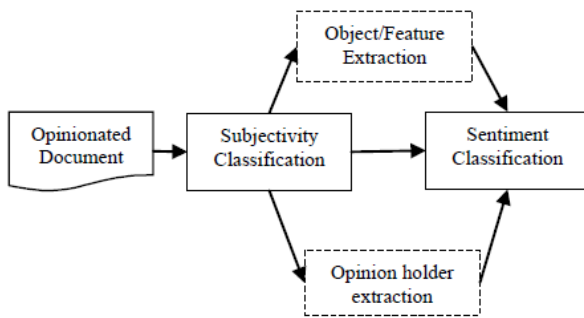 Object/Feature
Extraction
Opinionated
Document
Subjectivity
Classification
Sentiment
Classification
Opinion holder
extraction